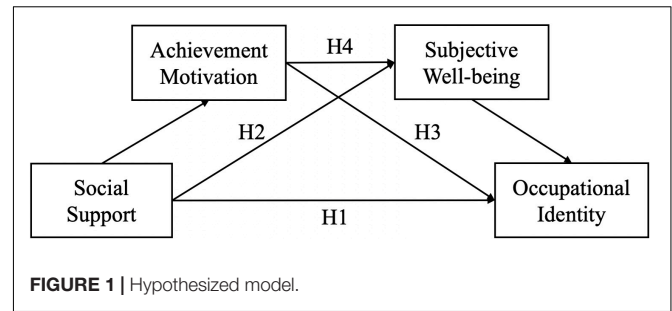 Achievement
Motivation
H4
Subjective
Well-being
H2
H3
Social
Support
H1
Occupational
Identity
FIGURE 1 | Hypothesized model.